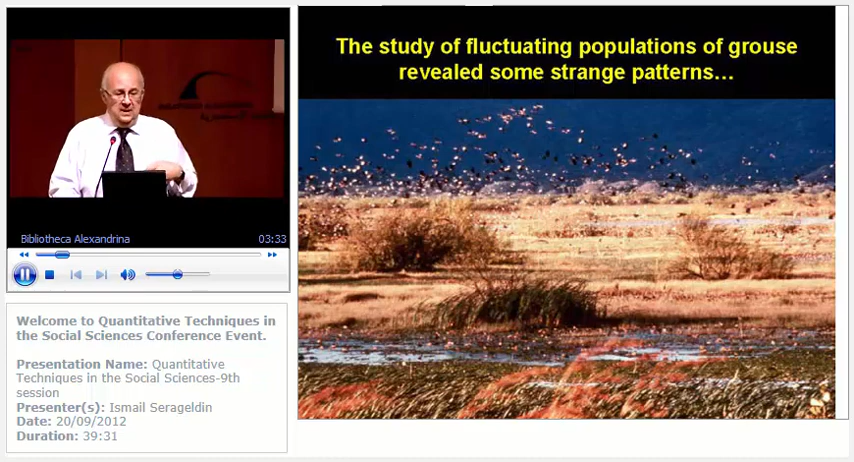 The study of fluctuating populations of grouse
revealed some strange patterns...
Bibliotheca Alexandrina
03:33
Welcome to Quantitative Techniques in
the Social Sciences Conference Event.
Presentation Name: Quantitative
Techniques in the Social Sciences-9th
session
Presenter(s): Ismail Serageldin
Date: 20/09/2012
Duration: 39:31